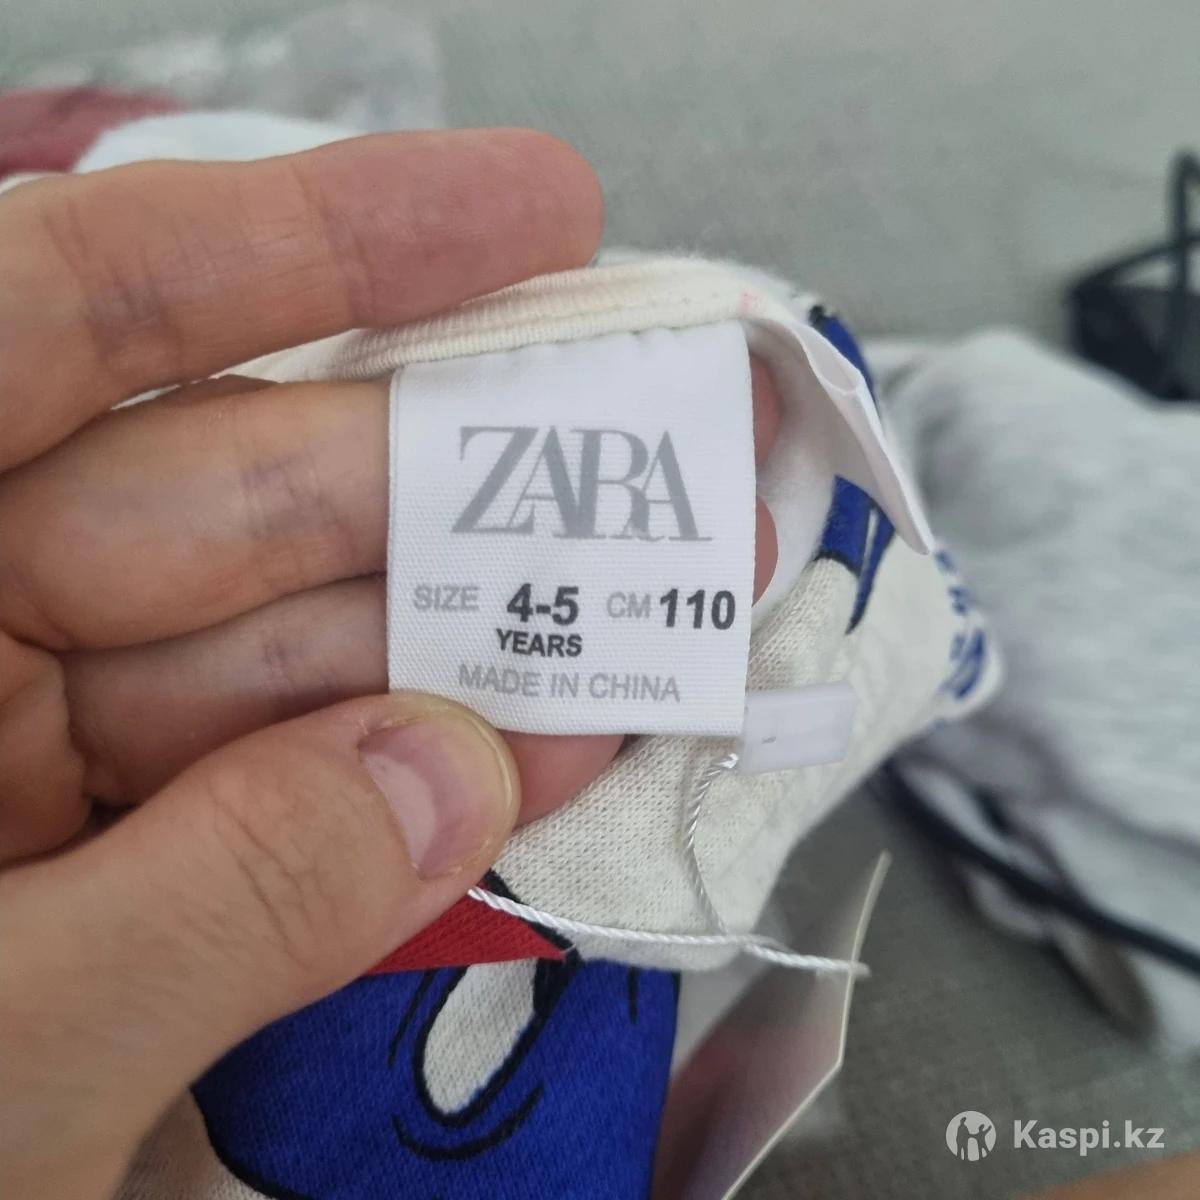 ZARA
SIZE 4-5 CM 110
YEARS
MADE IN CHINA
Kaspi.kz